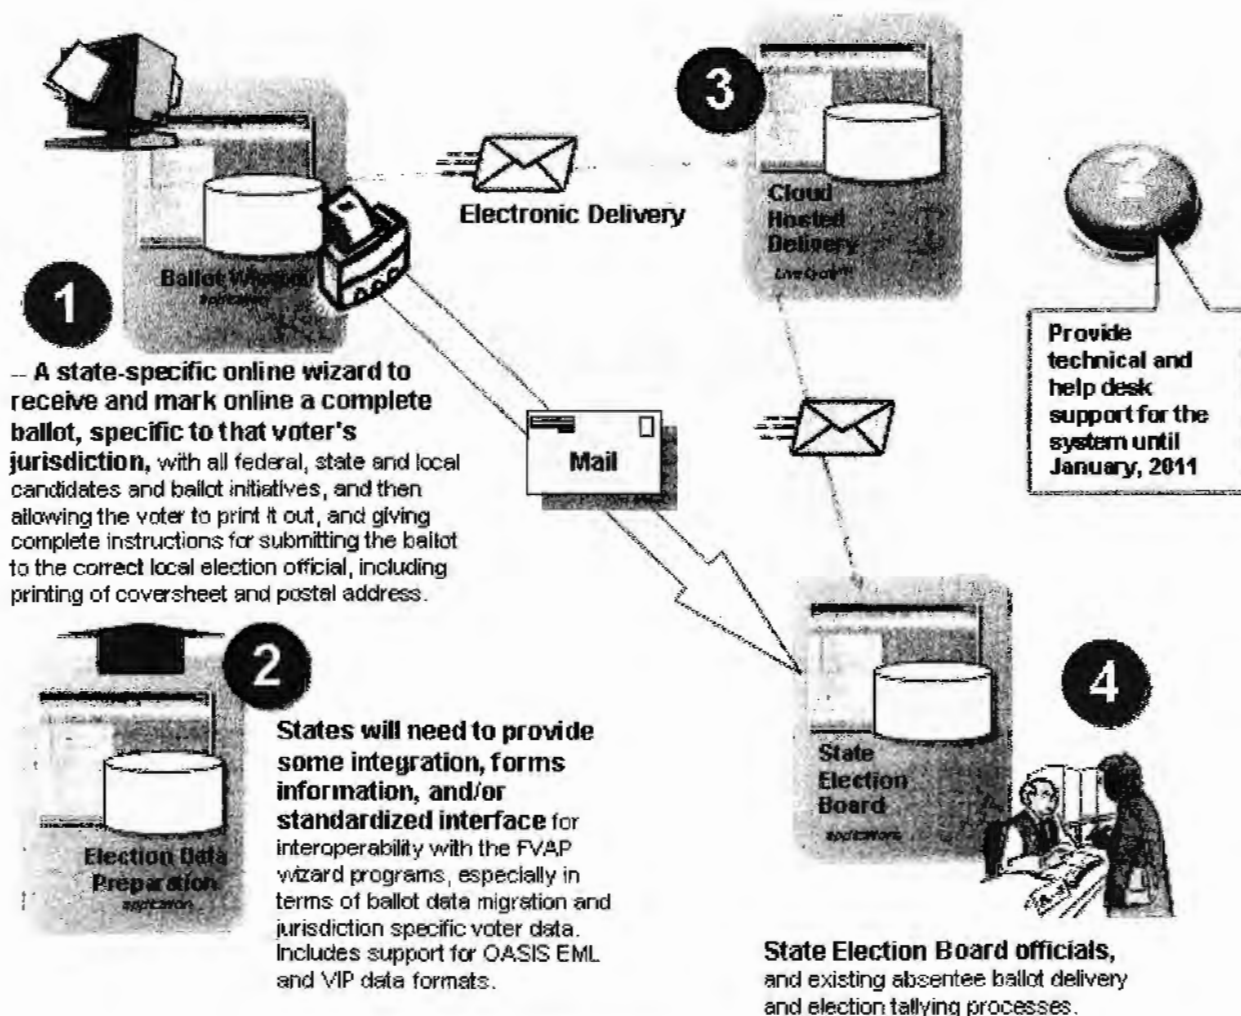 1
Ballot Wizard
application
-- A state-specific online wizard to
receive and mark online a complete
ballot, specific to that voter's
jurisdiction, with all federal, state and local
candidates and ballot initiatives, and then
allowing the voter to print it out, and giving
complete instructions for submitting the ballot
to the correct local election official, including
printing of coversheet and postal address.
Electronic Delivery
3
Cloud
Hosted
Delivery
Mail
Provide
technical and
help desk
support for the
system until
January, 2011
2
Election Data
Preparation
application
States will need to provide
some integration, forms
information, and/or
standardized interface for
interoperability with the FVAP
wizard programs, especially in
terms of ballot data migration and
jurisdiction specific voter data.
Includes support for OASIS EML
and VIP data formats.
4
State
Election
Board
applications
State Election Board officials,
and existing absentee ballot delivery
and election tallying processes.